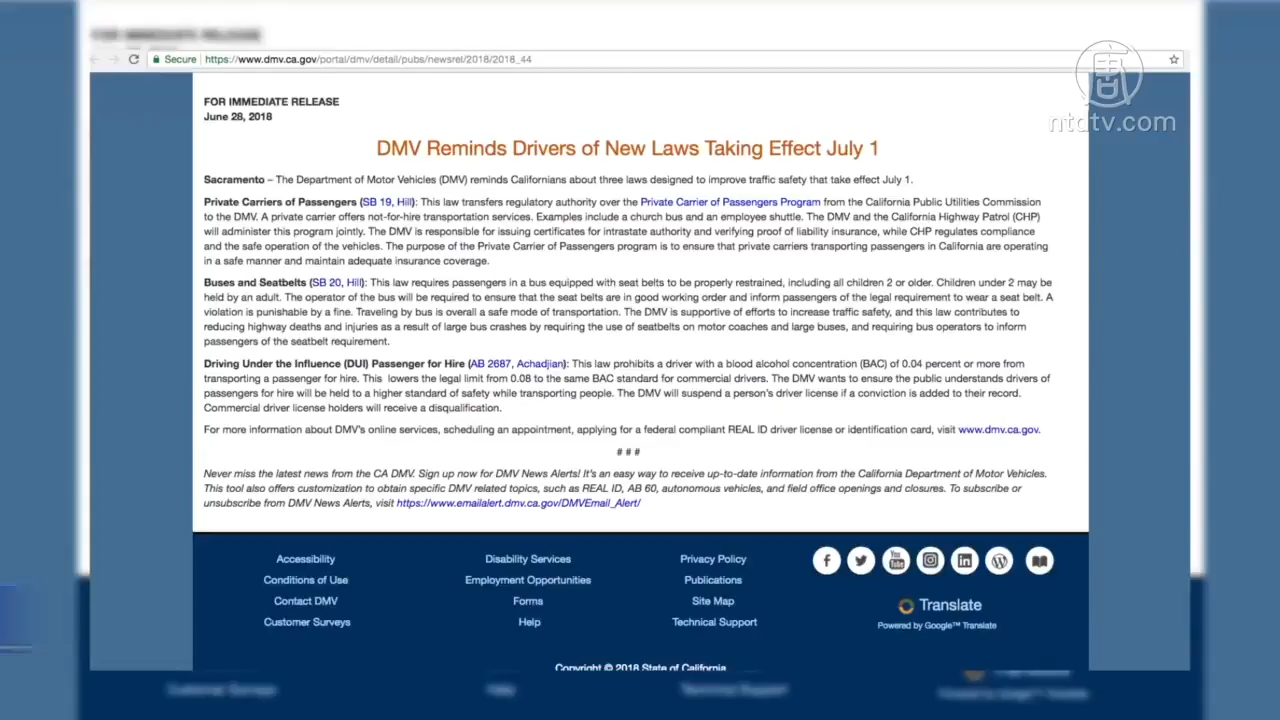 FOR IMMEDIATE RELEASE
Secure https://www.dmv.ca.gov/portal/dmv/detail/pubs/newsrel/2018/2018_44
唐
ntdtv.com
FOR IMMEDIATE RELEASE
June 28, 2018
DMV Reminds Drivers of New Laws Taking Effect July 1
Sacramento – The Department of Motor Vehicles (DMV) reminds Californians about three laws designed to improve traffic safety that take effect July 1.
Private Carriers of Passengers (SB 19, Hill): This law transfers regulatory authority over the Private Carrier of Passengers Program from the California Public Utilities Commission
to the DMV. A private carrier offers not-for-hire transportation services. Examples include a church bus and an employee shuttle. The DMV and the California Highway Patrol (CHP)
will administer this program jointly. The DMV is responsible for issuing certificates for intrastate authority and verifying proof of liability insurance, while CHP regulates compliance
and the safe operation of the vehicles. The purpose of the Private Carrier of Passengers program is to ensure that private carriers transporting passengers in California are operating
in a safe manner and maintain adequate insurance coverage.
Buses and Seatbelts (SB 20, Hill): This law requires passengers in a bus equipped with seat belts to be properly restrained, including all children 2 or older. Children under 2 may be
held by an adult. The operator of the bus will be required to ensure that the seat belts are in good working order and inform passengers of the legal requirement to wear a seat belt. A
violation is punishable by a fine. Traveling by bus is overall a safe mode of transportation. The DMV is supportive of efforts to increase traffic safety, and this law contributes to
reducing highway deaths and injuries as a result of large bus crashes by requiring the use of seatbelts on motor coaches and large buses, and requiring bus operators to inform
passengers of the seatbelt requirement.
Driving Under the Influence (DUI) Passenger for Hire (AB 2687, Achadjian): This law prohibits a driver with a blood alcohol concentration (BAC) of 0.04 percent or more from
transporting a passenger for hire. This lowers the legal limit from 0.08 to the same BAC standard for commercial drivers. The DMV wants to ensure the public understands drivers of
passengers for hire will be held to a higher standard of safety while transporting people. The DMV will suspend a person's driver license if a conviction is added to their record.
Commercial driver license holders will receive a disqualification.
For more information about DMV's online services, scheduling an appointment, applying for a federal compliant REAL ID driver license or identification card, visit www.dmv.ca.gov.
# # #
Never miss the latest news from the CA DMV. Sign up now for DMV News Alerts! It's an easy way to receive up-to-date information from the California Department of Motor Vehicles.
This tool also offers customization to obtain specific DMV related topics, such as REAL ID, AB 60, autonomous vehicles, and field office openings and closures. To subscribe or
unsubscribe from DMV News Alerts, visit https://www.emailalert.dmv.ca.gov/DMVEmail_Alert/
Accessibility Disability Services Privacy Policy
Conditions of Use Employment Opportunities Publications
Contact DMV Forms Site Map
Customer Surveys Help Technical Support
You Tube
Translate
Powered by Google™ Translate
Copyright © 2018 State of California
Customer Surveys Help Technical Support
Powered by Google™ Translate